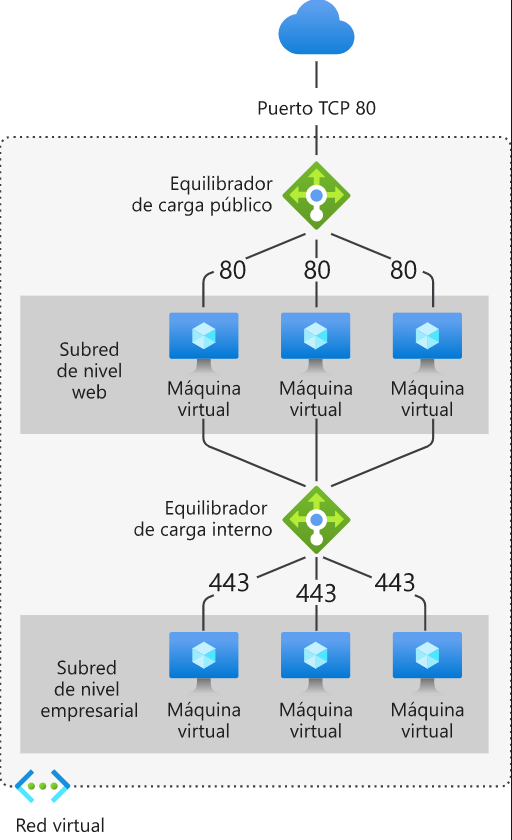 Puerto TCP 80
Equilibrador
de carga público
80 80 80
Subred
de nivel
web
Máquina
virtual
Máquina
virtual
Máquina
virtual
Equilibrador
de carga interno
443 443 443
Subred
de nivel
empresarial
Máquina
virtual
Máquina
virtual
Máquina
virtual
Red virtual